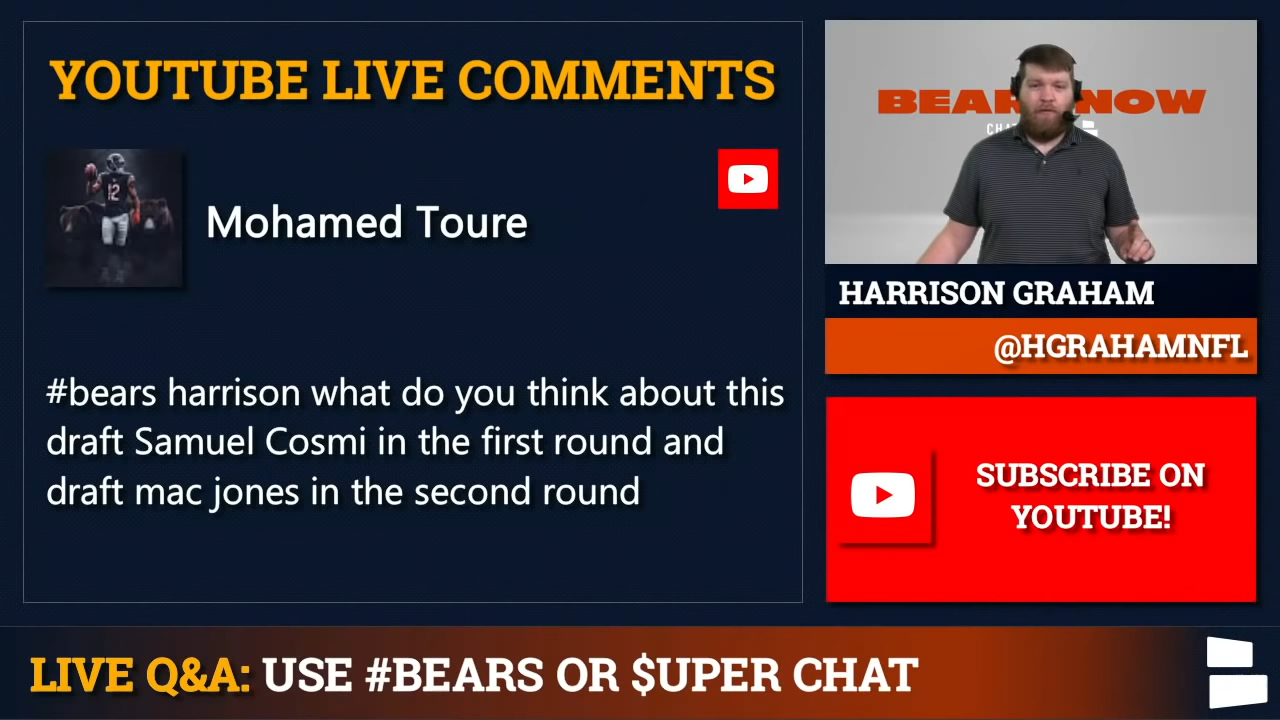 YOUTUBE LIVE COMMENTS
12
Mohamed Toure
#bears harrison what do you think about this
draft Samuel Cosmi in the first round and
draft mac jones in the second round
NOW
HARRISON GRAHAM
@HGRAHAMNFL
SUBSCRIBE ON
YOUTUBE!
LIVE Q&A: USE #BEARS OR $UPER CHAT